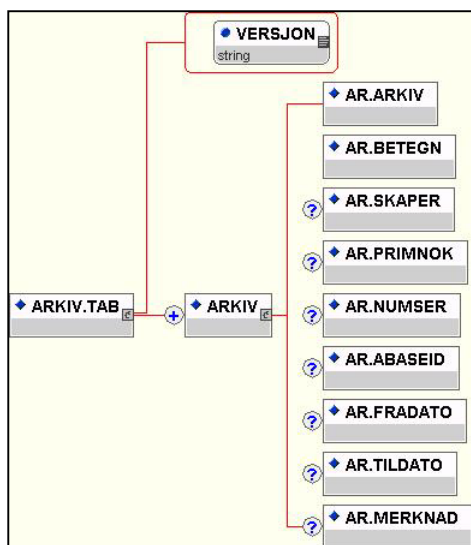 VERSJON
string
AR.ARKIV
AR.BETEGN
? AR.SKAPER
? AR.PRIMNOK
ARKIV.TAB + ARKIV ? AR.NUMSER
? AR.ABASEID
? AR.FRADATO
? AR.TILDATO
? AR.MERKNAD